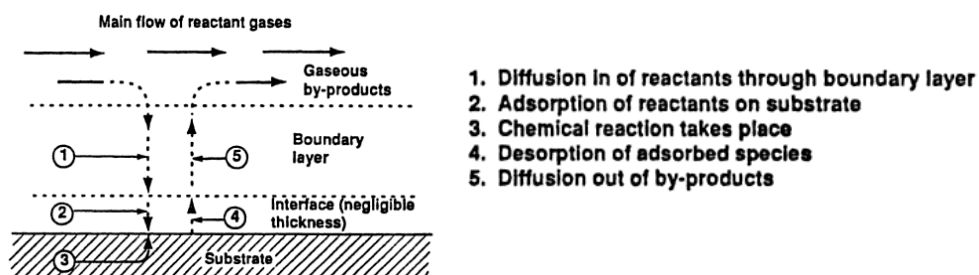 Main flow of reactant gases
Gaseous
by-products
Boundary
layer
1
5
Interface (negligible
thickness)
2
4
3
Substrate
1. Diffusion in of reactants through boundary layer
2. Adsorption of reactants on substrate
3. Chemical reaction takes place
4. Desorption of adsorbed species
5. Diffusion out of by-products